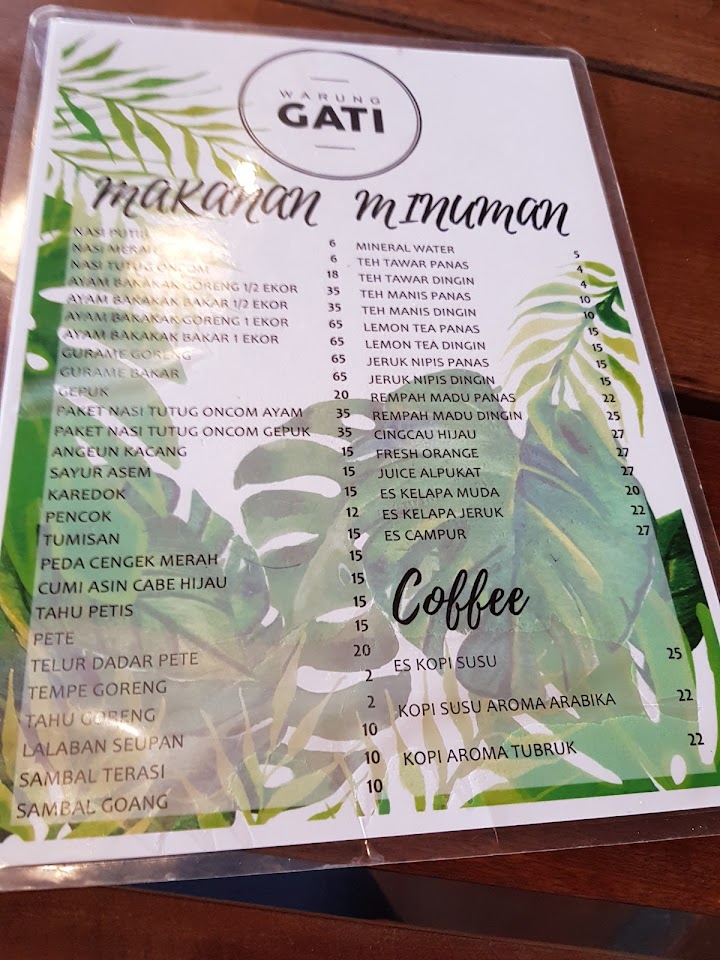 WARUNG
GATI
MAKANAN
NASI PUTIH 6
NASI MERAH 6
NASI TUTUG ONCOM 18
AYAM BAKAKAK GORENG 1/2 EKOR 35
AYAM BAKAKAK BAKAR 1/2 EKOR 35
AYAM BAKAKAK GORENG 1 EKOR 65
AYAM BAKAKAK BAKAR 1 EKOR 65
GURAME GORENG 65
GURAME BAKAR 65
GEPUK 20
PAKET NASI TUTUG ONCOM AYAM 35
PAKET NASI TUTUG ONCOM GEPUK 35
ANGEUN KACANG 15
SAYUR ASEM 15
KAREDOK 15
PENCOK 12
TUMISAN 15
PEDA CENGEK MERAH 15
CUMI ASIN CABE HIJAU 15
TAHU PETIS 15
PETE 15
TELUR DADAR PETE 20
TEMPE GORENG 2
TAHU GORENG 2
LALABAN SEUPAN 10
SAMBAL TERASI 10
SAMBAL GOANG 10
MINUMAN
MINERAL WATER 5
TEH TAWAR PANAS 4
TEH TAWAR DINGIN 4
TEH MANIS PANAS 10
TEH MANIS DINGIN 10
LEMON TEA PANAS 15
LEMON TEA DINGIN 15
JERUK NIPIS PANAS 15
JERUK NIPIS DINGIN 15
REMPAH MADU PANAS 22
REMPAH MADU DINGIN 25
CINGCAU HIJAU 27
FRESH ORANGE 27
JUICE ALPUKAT 27
ES KELAPA MUDA 20
ES KELAPA JERUK 22
ES CAMPUR 27
Coffee
ES KOPI SUSU 25
KOPI SUSU AROMA ARABIKA 22
KOPI AROMA TUBRUK 22